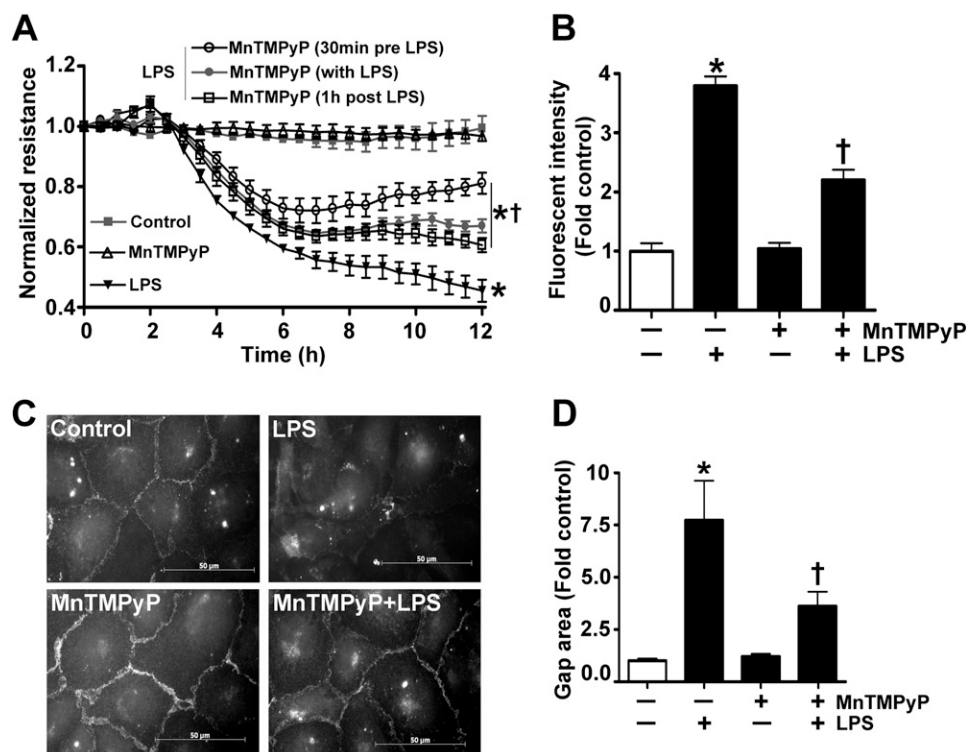 A
LPS
MnTMPyP (30min pre LPS)
MnTMPyP (with LPS)
MnTMPyP (1h post LPS)
Normalized resistance
1.2
1.0
0.8
0.6
0.4
Control
MnTMPyP
LPS
*†
*
0 2 4 6 8 10 12
Time (h)
B
Fluorescent intensity
(Fold control)
4
3
2
1
0
*
†
– – + + MnTMPyP
– + – + LPS
C
Control
50 µm
LPS
50 µm
MnTMPyP
50 µm
MnTMPyP+LPS
50 µm
D
Gap area (Fold control)
10
7.5
5.0
2.5
0.0
*
†
– – + + MnTMPyP
– + – + LPS